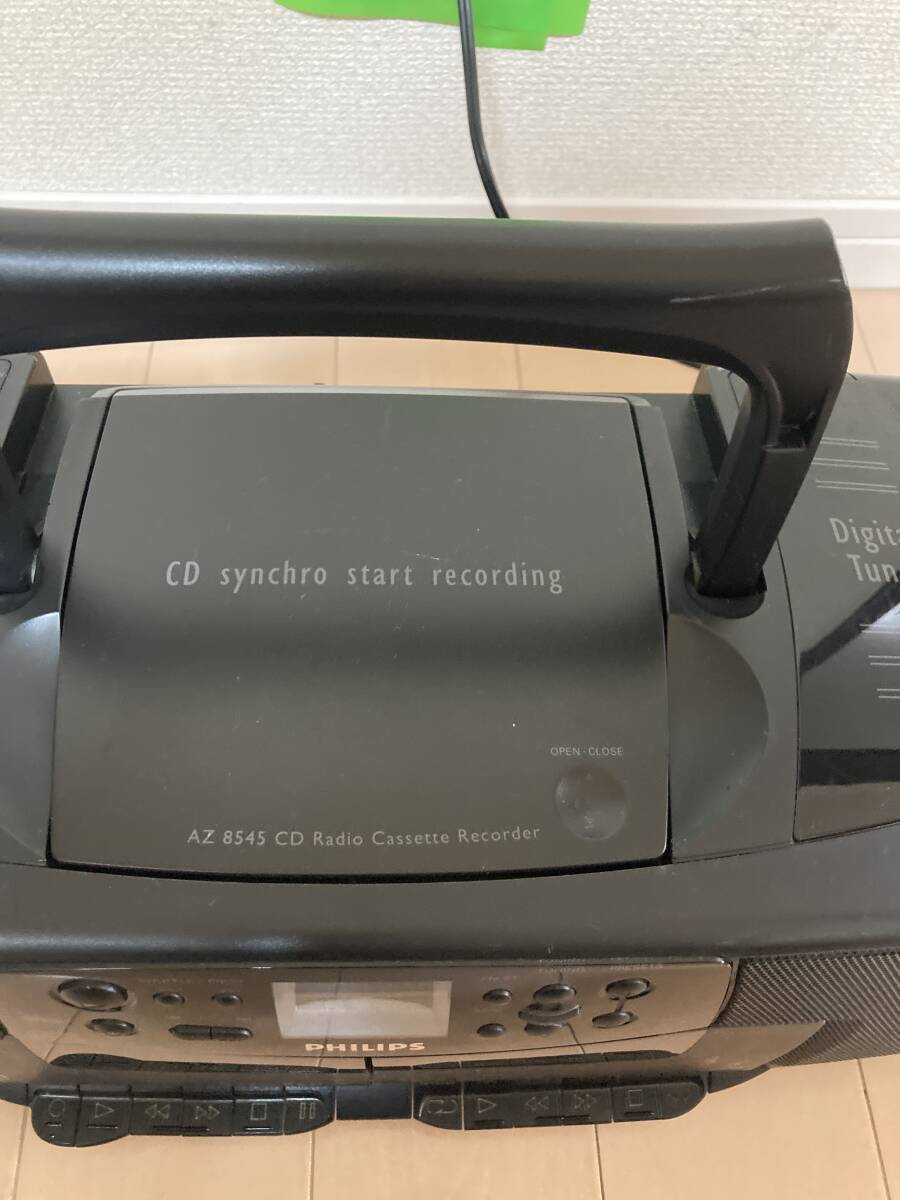 CD synchro start recording
Digita
Tun
OPEN · CLOSE
AZ 8545 CD Radio Cassette Recorder
PHILIPS